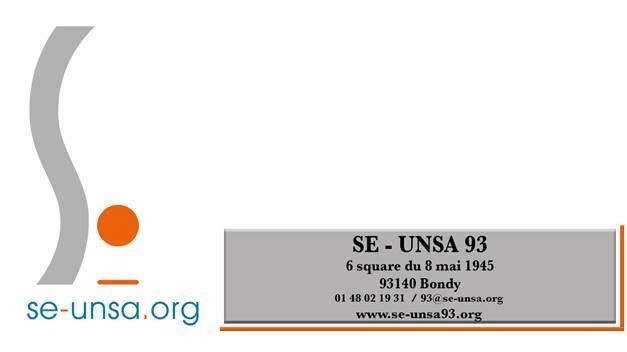 se-unsa.org
SE - UNSA 93
6 square du 8 mai 1945
93140 Bondy
01 48 02 19 31 / 93@se-unsa.org
www.se-unsa93.org